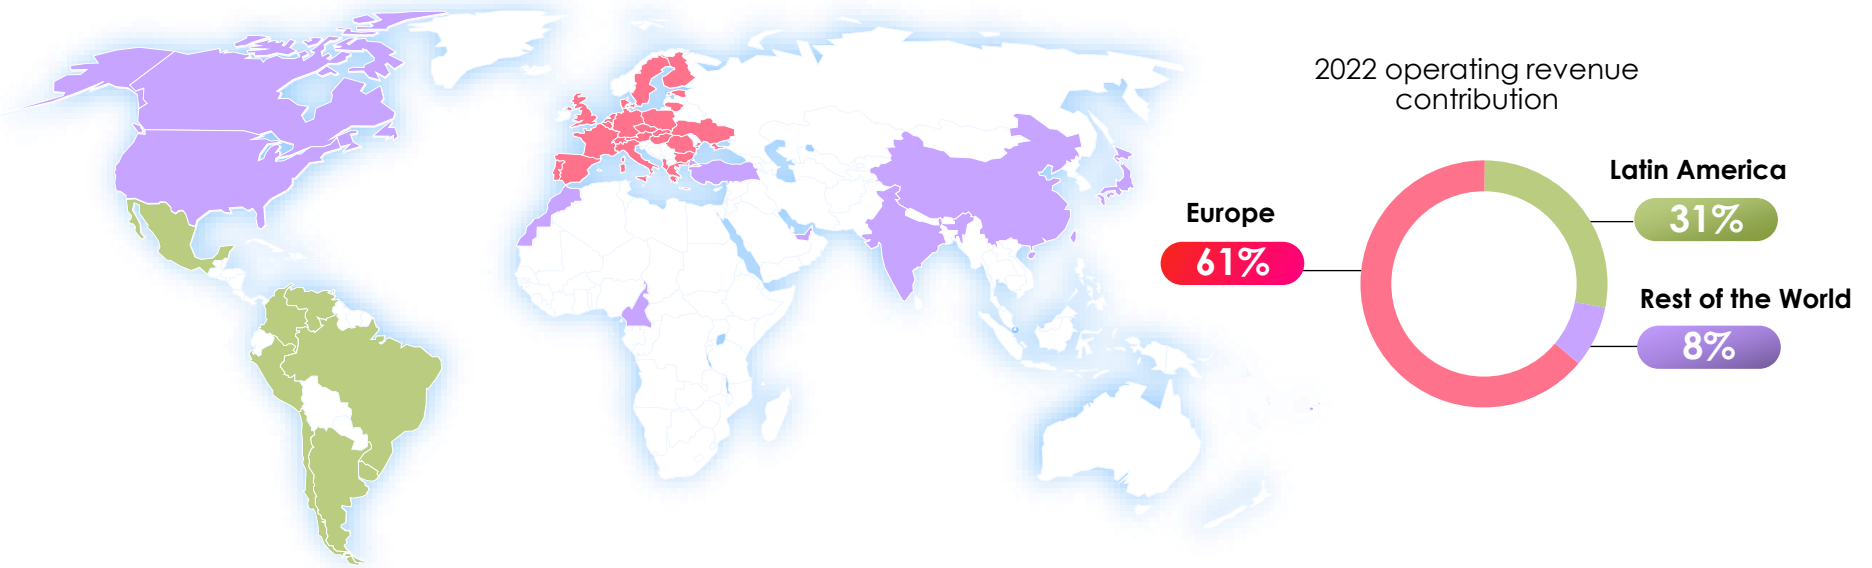 2022 operating revenue
contribution
Latin America
31%
Europe
61%
Rest of the World
8%